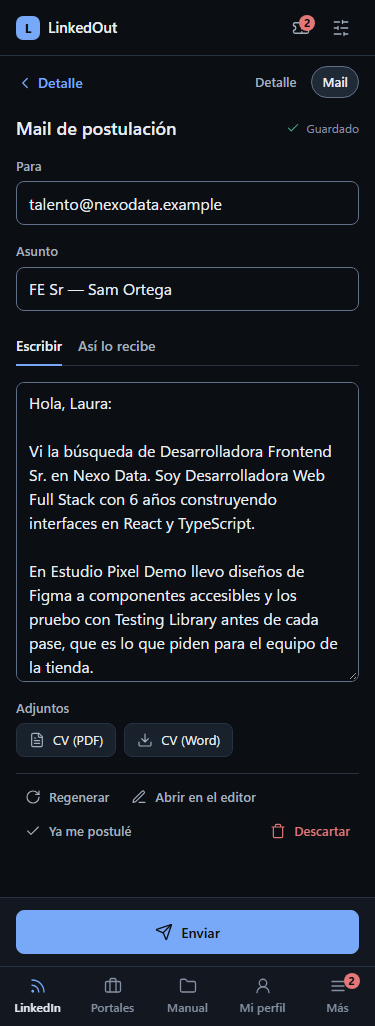 L
LinkedOut
2
Detalle
Detalle
Mail
Mail de postulación
Guardado
Para
talento@nexodata.example
Asunto
FE Sr — Sam Ortega
Escribir
Así lo recibe
Hola, Laura:
Vi la búsqueda de Desarrolladora Frontend
Sr. en Nexo Data. Soy Desarrolladora Web
Full Stack con 6 años construyendo
interfaces en React y TypeScript.
En Estudio Pixel Demo llevo diseños de
Figma a componentes accesibles y los
pruebo con Testing Library antes de cada
pase, que es lo que piden para el equipo de
la tienda.
Adjuntos
CV (PDF)
CV (Word)
Regenerar
Abrir en el editor
Ya me postulé
Descartar
Enviar
LinkedIn
Portales
Manual
Mi perfil
2
Más